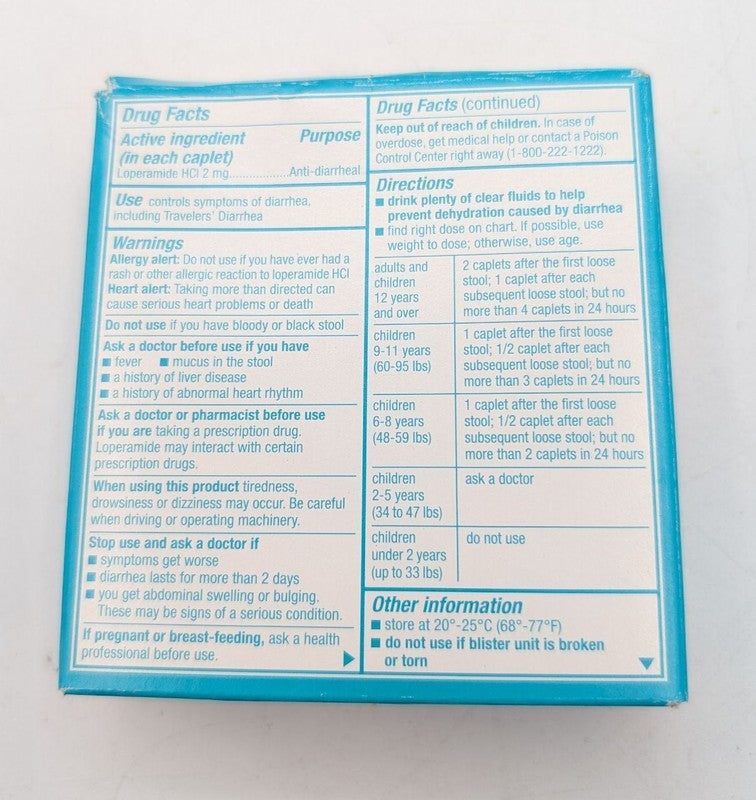 Drug Facts
Active ingredient Purpose
(in each caplet)
Loperamide HCl 2 mg..................Anti-diarrheal
Use controls symptoms of diarrhea,
including Travelers' Diarrhea
Warnings
Allergy alert: Do not use if you have ever had a
rash or other allergic reaction to loperamide HCl
Heart alert: Taking more than directed can
cause serious heart problems or death
Do not use if you have bloody or black stool
Ask a doctor before use if you have
■ fever ■ mucus in the stool
■ a history of liver disease
■ a history of abnormal heart rhythm
Ask a doctor or pharmacist before use
if you are taking a prescription drug.
Loperamide may interact with certain
prescription drugs.
When using this product tiredness,
drowsiness or dizziness may occur. Be careful
when driving or operating machinery.
Stop use and ask a doctor if
■ symptoms get worse
■ diarrhea lasts for more than 2 days
■ you get abdominal swelling or bulging.
These may be signs of a serious condition.
If pregnant or breast-feeding, ask a health
professional before use.
Drug Facts (continued)
Keep out of reach of children. In case of
overdose, get medical help or contact a Poison
Control Center right away (1-800-222-1222).
Directions
■ drink plenty of clear fluids to help
prevent dehydration caused by diarrhea
■ find right dose on chart. If possible, use
weight to dose; otherwise, use age.
adults and
children
12 years
and over
2 caplets after the first loose
stool; 1 caplet after each
subsequent loose stool; but no
more than 4 caplets in 24 hours
children
9-11 years
(60-95 lbs)
1 caplet after the first loose
stool; 1/2 caplet after each
subsequent loose stool; but no
more than 3 caplets in 24 hours
children
6-8 years
(48-59 lbs)
1 caplet after the first loose
stool; 1/2 caplet after each
subsequent loose stool; but no
more than 2 caplets in 24 hours
children
2-5 years
(34 to 47 lbs)
ask a doctor
children
under 2 years
(up to 33 lbs)
do not use
Other information
■ store at 20°-25°C (68°-77°F)
■ do not use if blister unit is broken
or torn